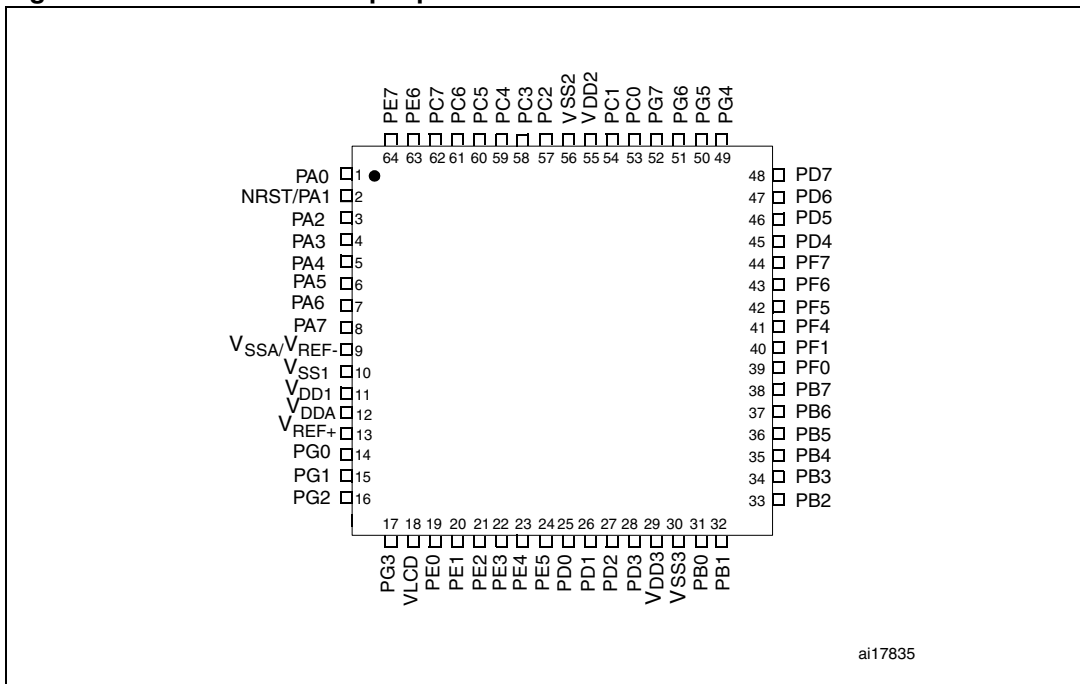 PE7 PE6 PC7 PC6 PC5 PC4 PC3 PC2 VSS2 VDD2 PC1 PC0 PG7 PG6 PG5 PG4
64 63 62 61 60 59 58 57 56 55 54 53 52 51 50 49
PA0 1
NRST/PA1 2
PA2 3
PA3 4
PA4 5
PA5 6
PA6 7
PA7 8
VSSA/VREF- 9
VSS1 10
VDD1 11
VDDA 12
VREF+ 13
PG0 14
PG1 15
PG2 16
48 PD7
47 PD6
46 PD5
45 PD4
44 PF7
43 PF6
42 PF5
41 PF4
40 PF1
39 PF0
38 PB7
37 PB6
36 PB5
35 PB4
34 PB3
33 PB2
17 18 19 20 21 22 23 24 25 26 27 28 29 30 31 32
PG3 VLCD PE0 PE1 PE2 PE3 PE4 PE5 PD0 PD1 PD2 PD3 VDD3 VSS3 PB0 PB1
ai17835